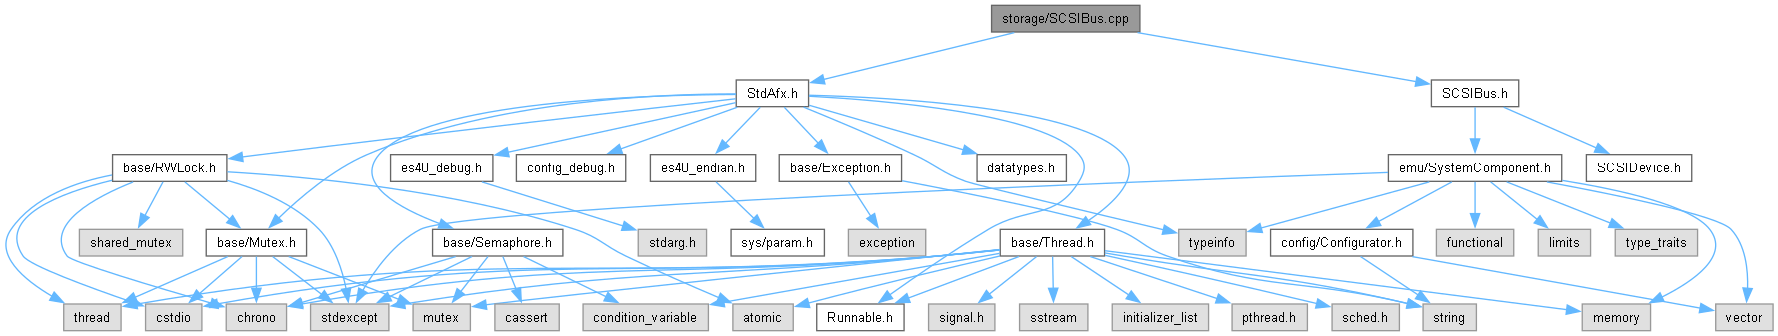 storage/SCSIBus.cpp
StdAfx.h
SCSIBus.h
base/RWLock.h
es40_debug.h
config_debug.h
es40_endian.h
base/Exception.h
datatypes.h
emu/SystemComponent.h
SCSIDevice.h
shared_mutex
base/Mutex.h
base/Semaphore.h
stdarg.h
sys/param.h
exception
base/Thread.h
typeinfo
config/Configurator.h
functional
limits
type_traits
thread
cstdio
chrono
stdexcept
mutex
cassert
condition_variable
atomic
Runnable.h
signal.h
sstream
initializer_list
pthread.h
sched.h
string
memory
vector